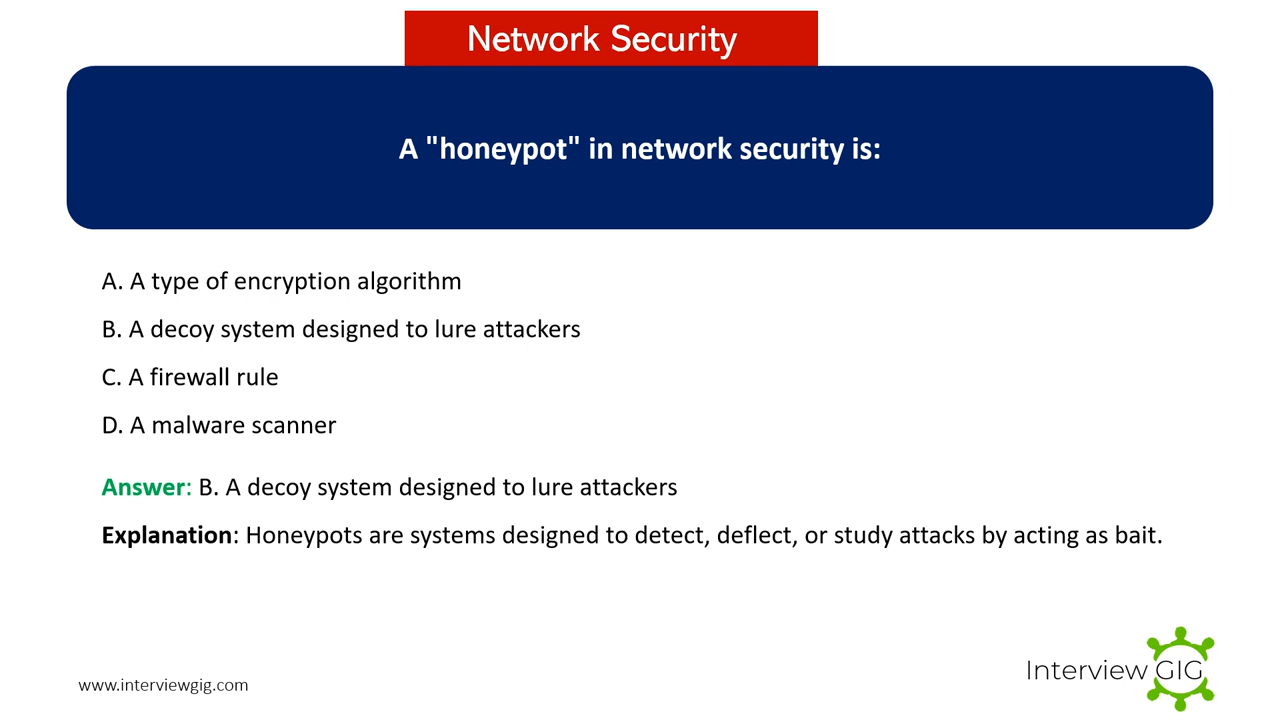 Network Security
A "honeypot" in network security is:
A. A type of encryption algorithm
B. A decoy system designed to lure attackers
C. A firewall rule
D. A malware scanner
Answer: B. A decoy system designed to lure attackers
Explanation: Honeypots are systems designed to detect, deflect, or study attacks by acting as bait.
www.interviewgig.com
Interview GIG